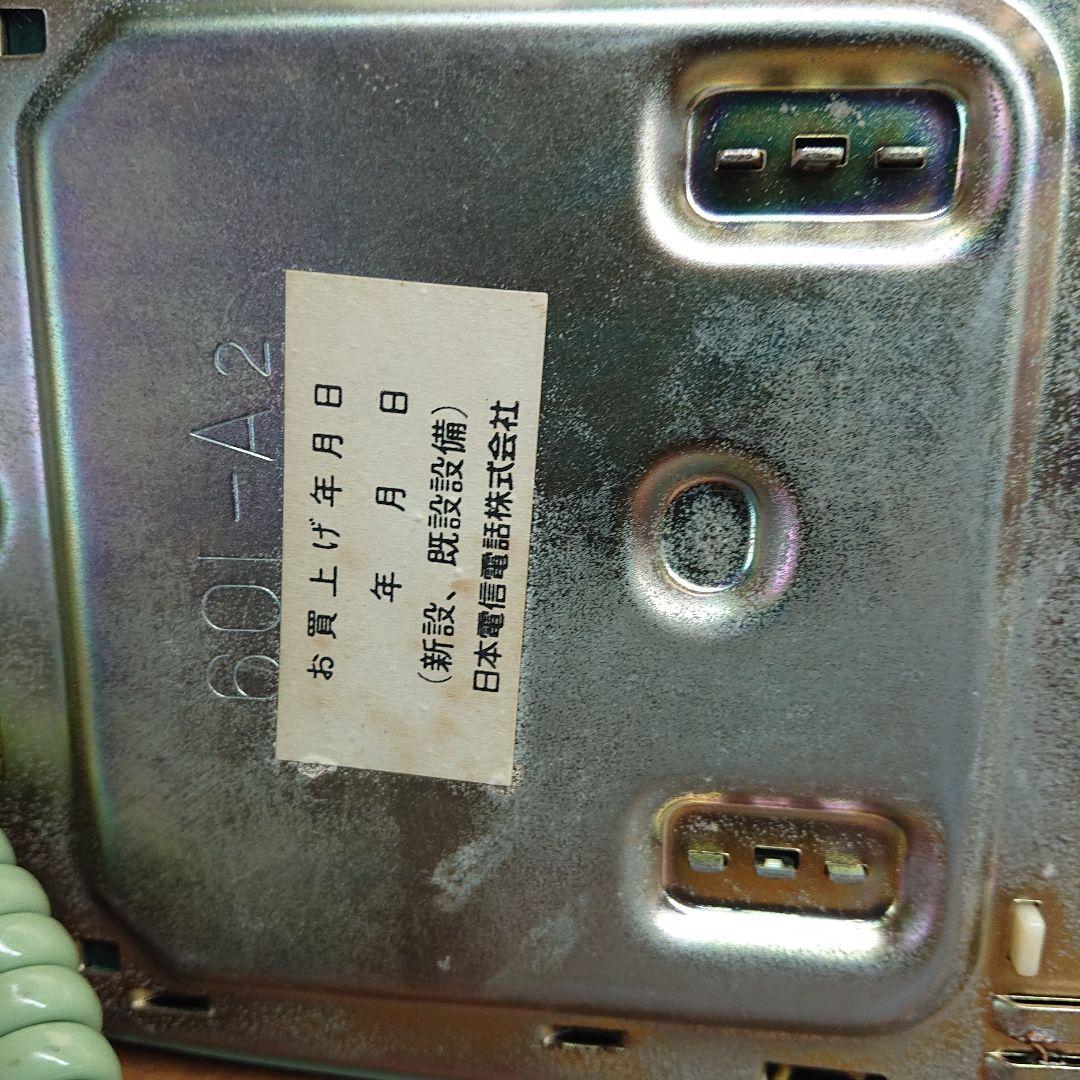 601-A2
お買上げ年月日
年 月 日
(新設、既設設備)
日本電信電話株式会社